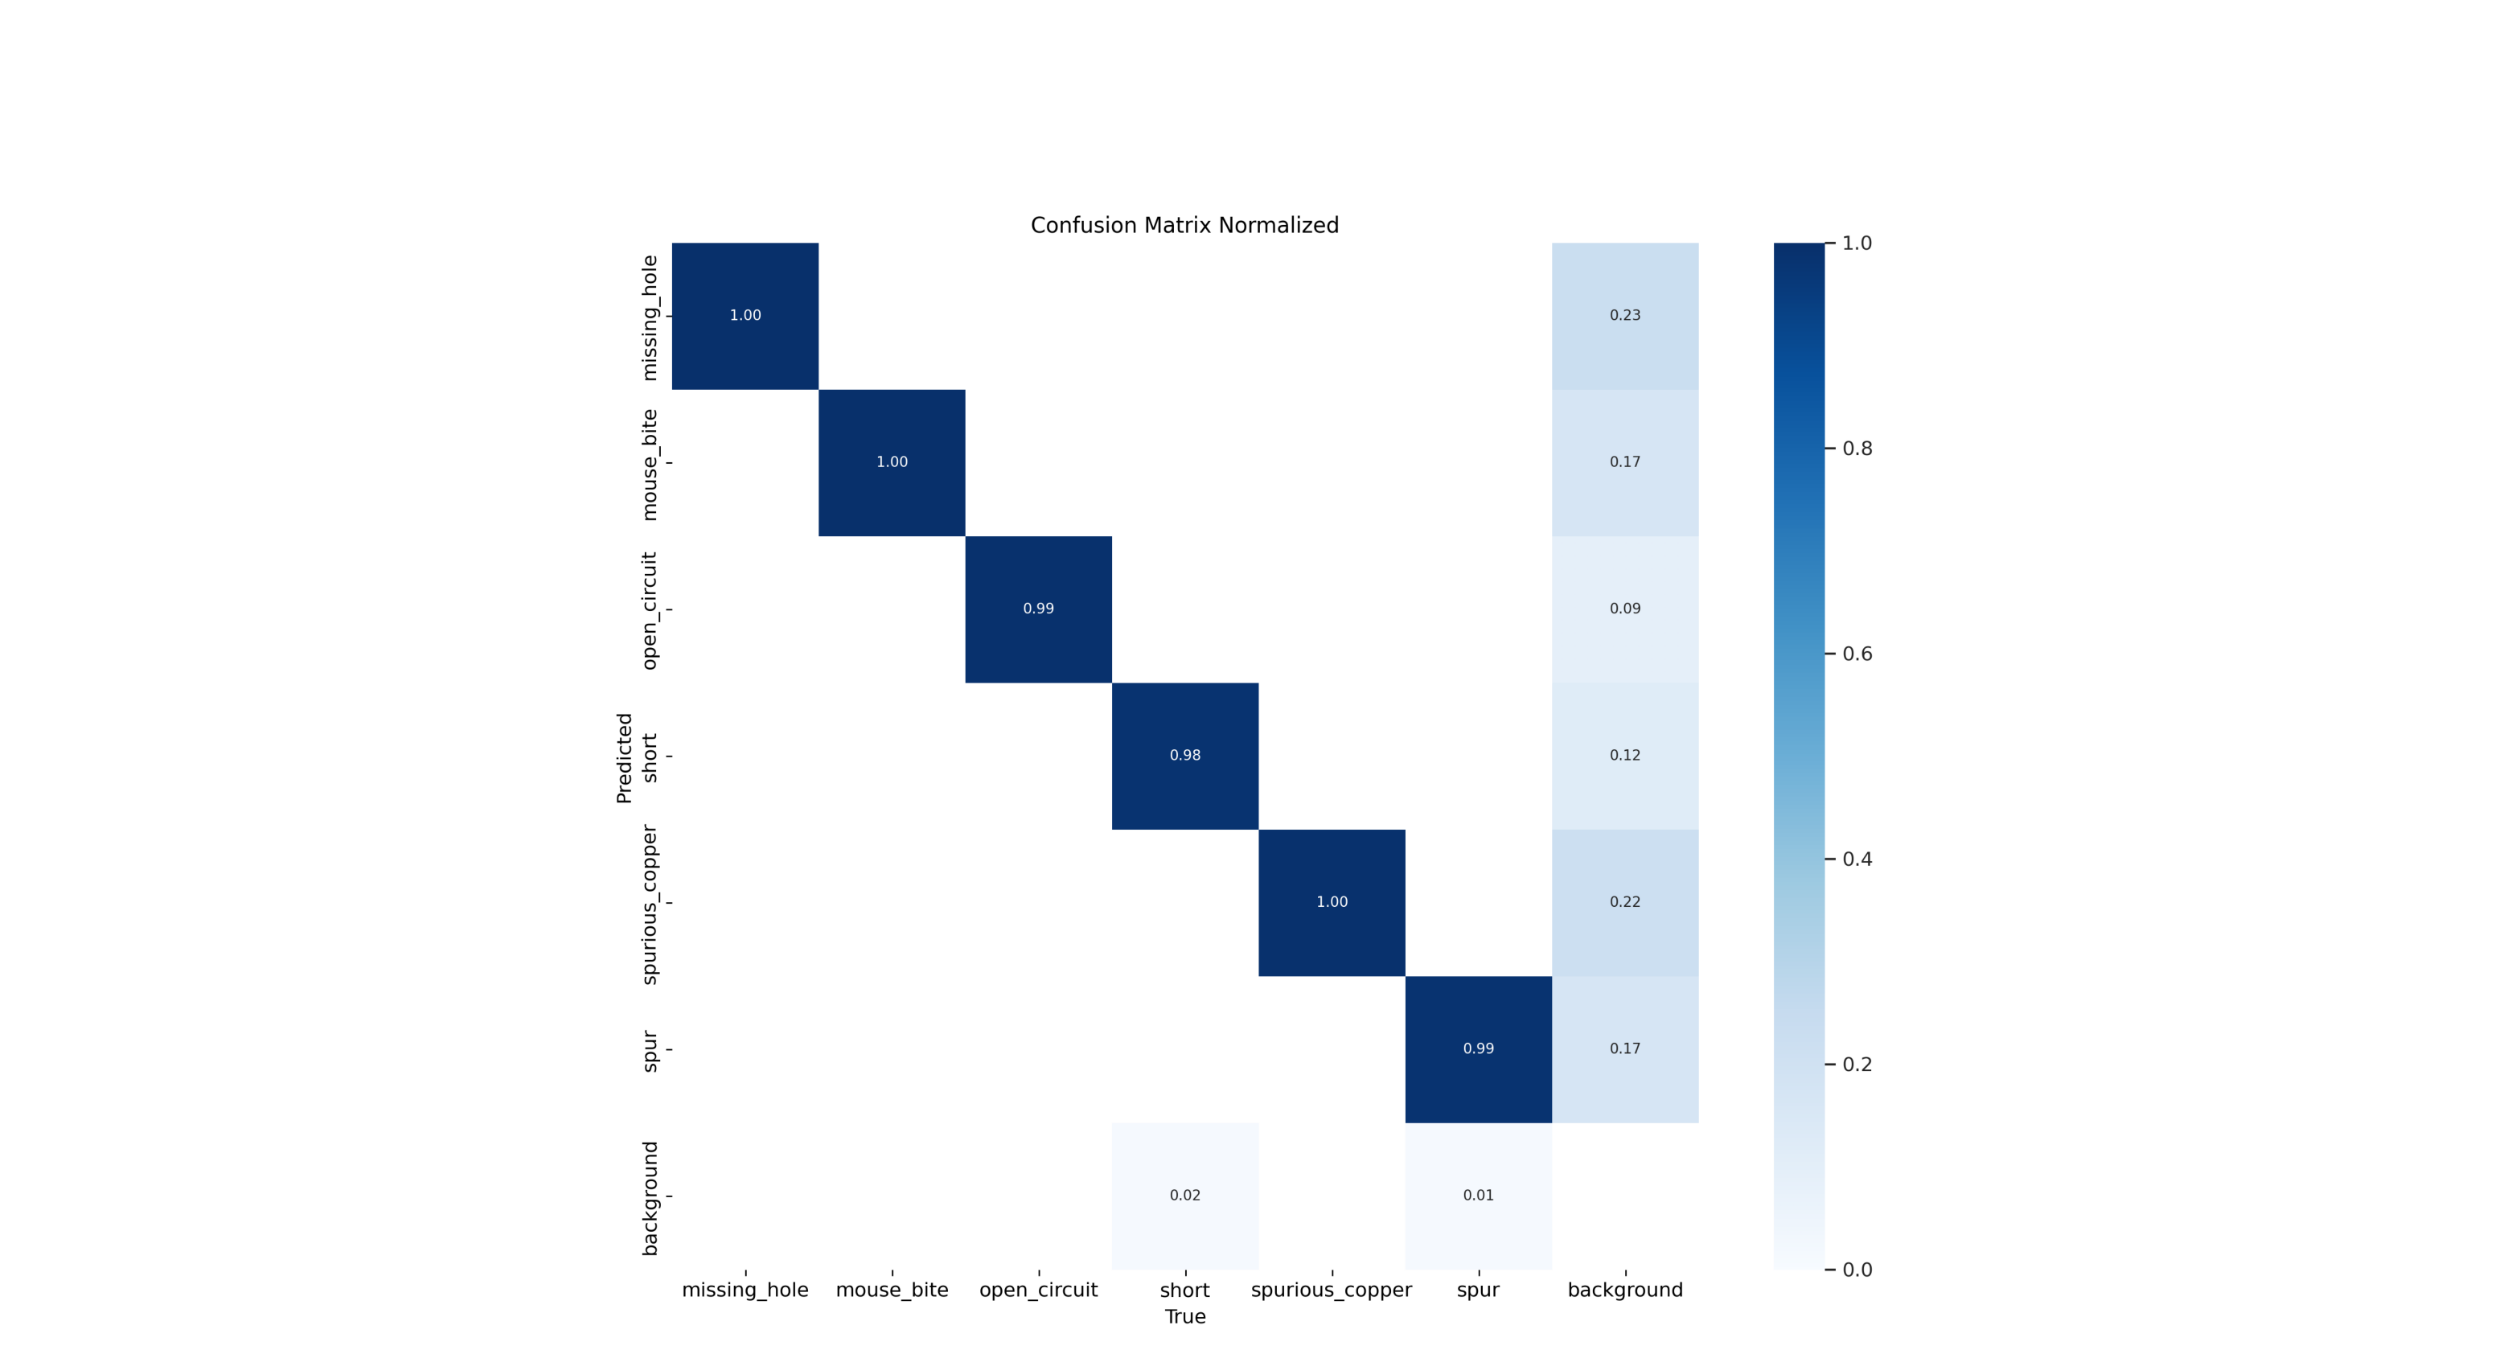 Confusion Matrix Normalized
missing_hole
1.00
0.23
mouse_bite
1.00
0.17
open_circuit
0.99
0.09
Predicted
short
0.98
0.12
spurious_copper
1.00
0.22
spur
0.99
0.17
background
0.02
0.01
missing_hole mouse_bite open_circuit short spurious_copper spur background
True
1.0
0.8
0.6
0.4
0.2
0.0